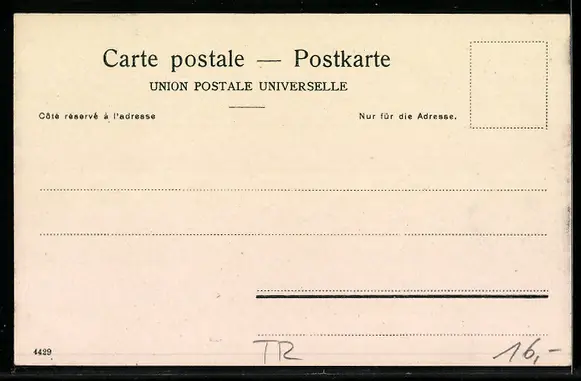 Carte postale — Postkarte
UNION POSTALE UNIVERSELLE
Côté réservé à l'adresse
Nur für die Adresse.
4429
TR
16,-